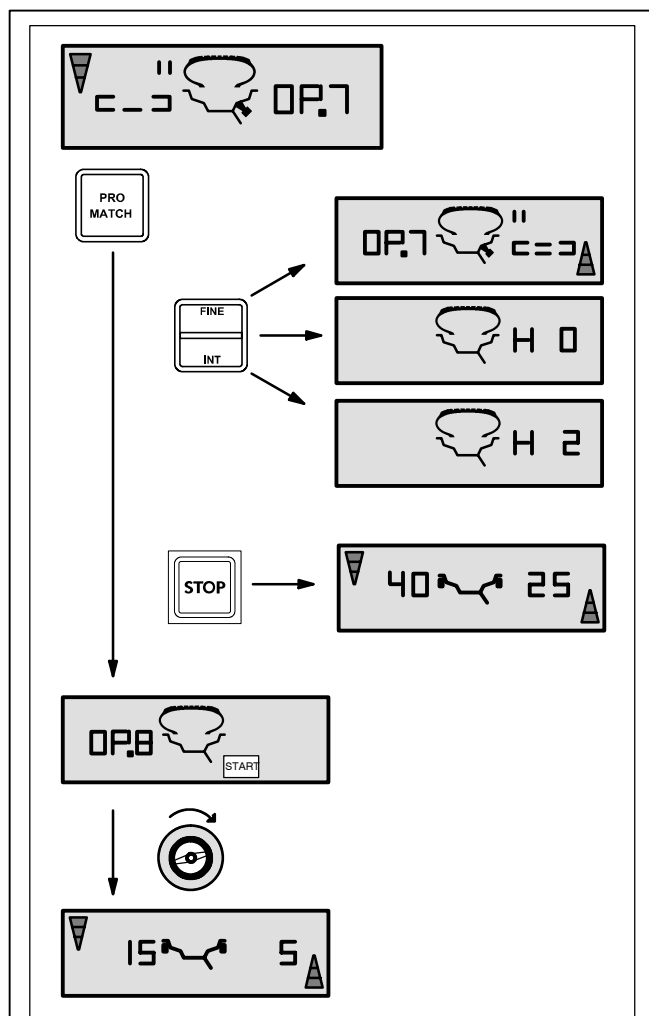 OP.7
PRO
MATCH
OP.7
FINE
H 0
INT
H 2
STOP
40 25
OP.8
START
15 5